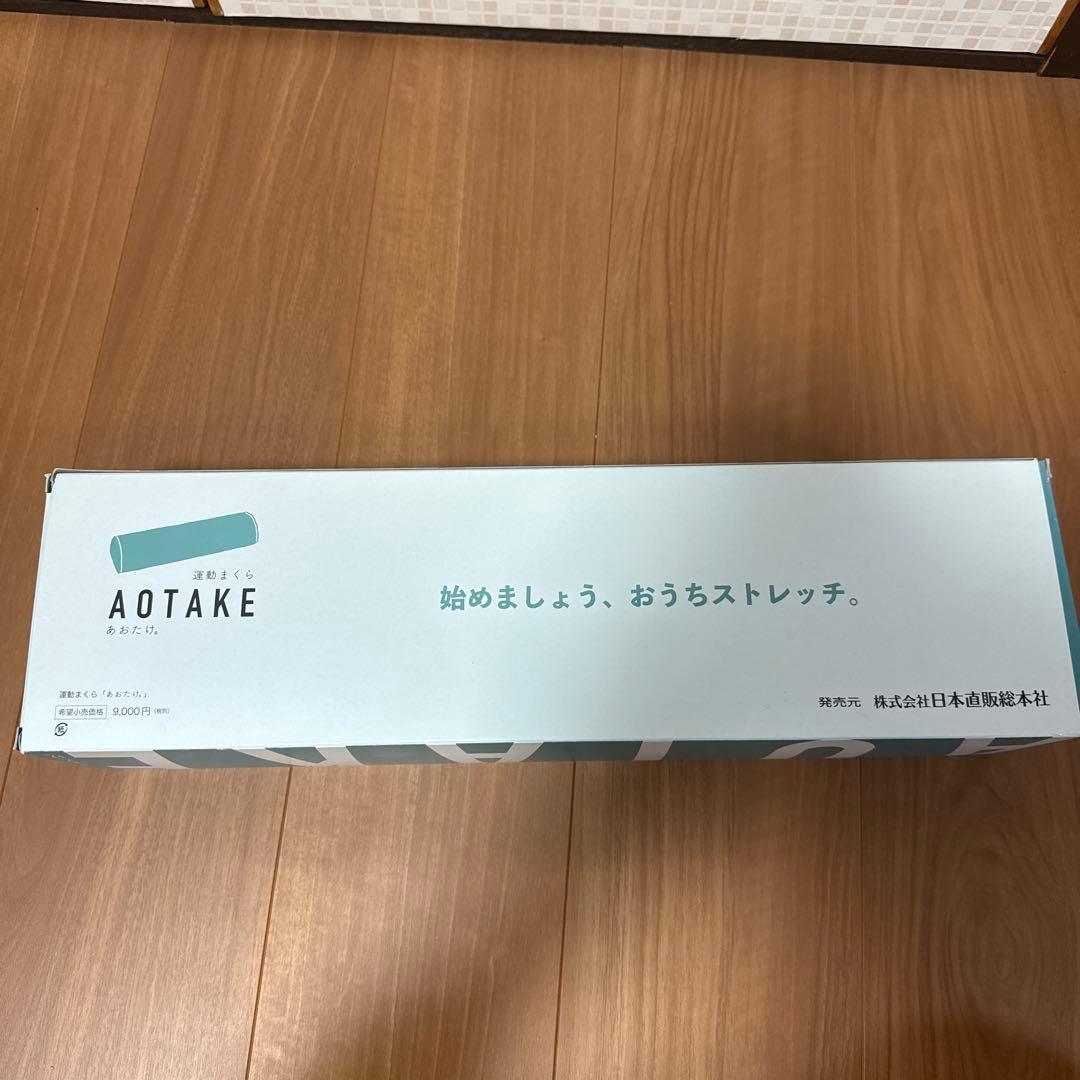 運動まくら
AOTAKE
あおたけ。
始めましょう、おうちストレッチ。
運動まくら「あおたけ。」
希望小売価格 9,000円(税別)
紙
発売元 株式会社日本直販総本社